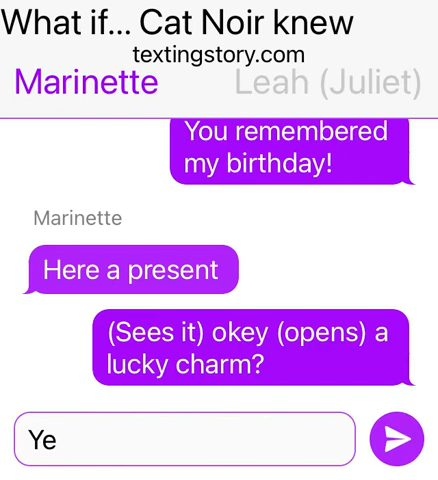 What if... Cat Noir knew
textingstory.com
Marinette Leah (Juliet)
You remembered
my birthday!
Marinette
Here a present
(Sees it) okey (opens) a
lucky charm?
Ye